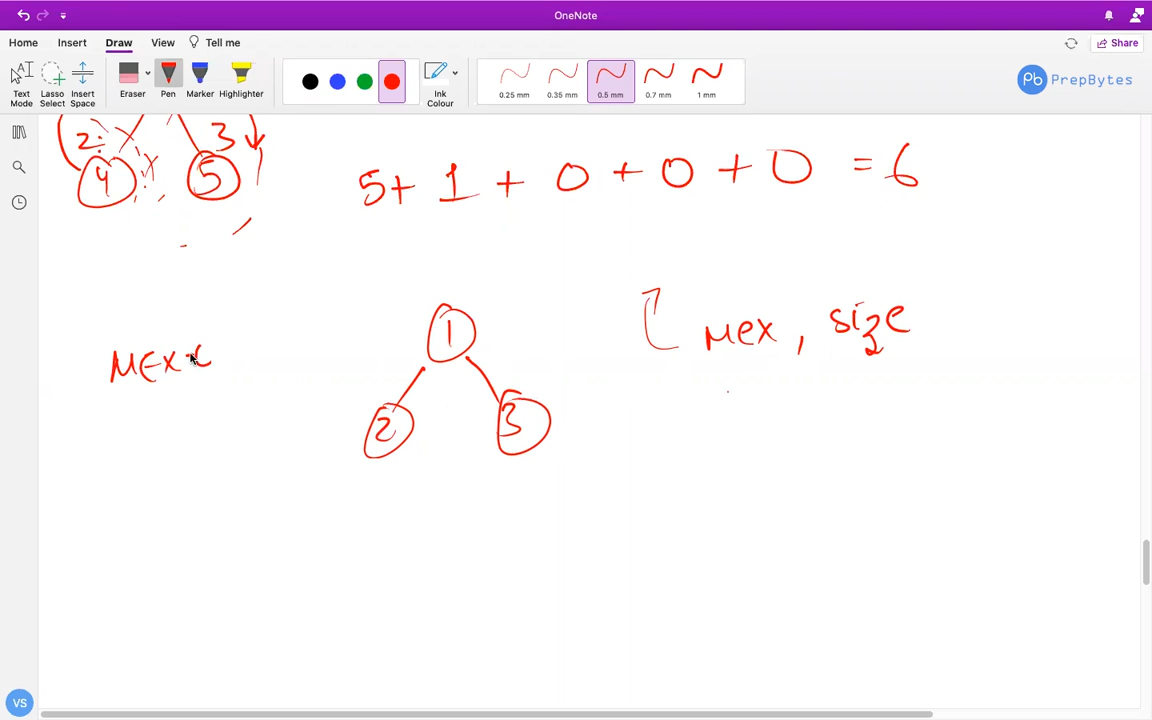 OneNote
Home Insert Draw View Tell me
Share
Text Mode
Lasso Select
Insert Space
Eraser
Pen
Marker
Highlighter
Ink Colour
0.25 mm
0.35 mm
0.5 mm
0.7 mm
1 mm
Pb PrepBytes
2 3
4 5
5+ 1 + 0 + 0 + 0 = 6
1
Mex , size
MEX
2 3
VS